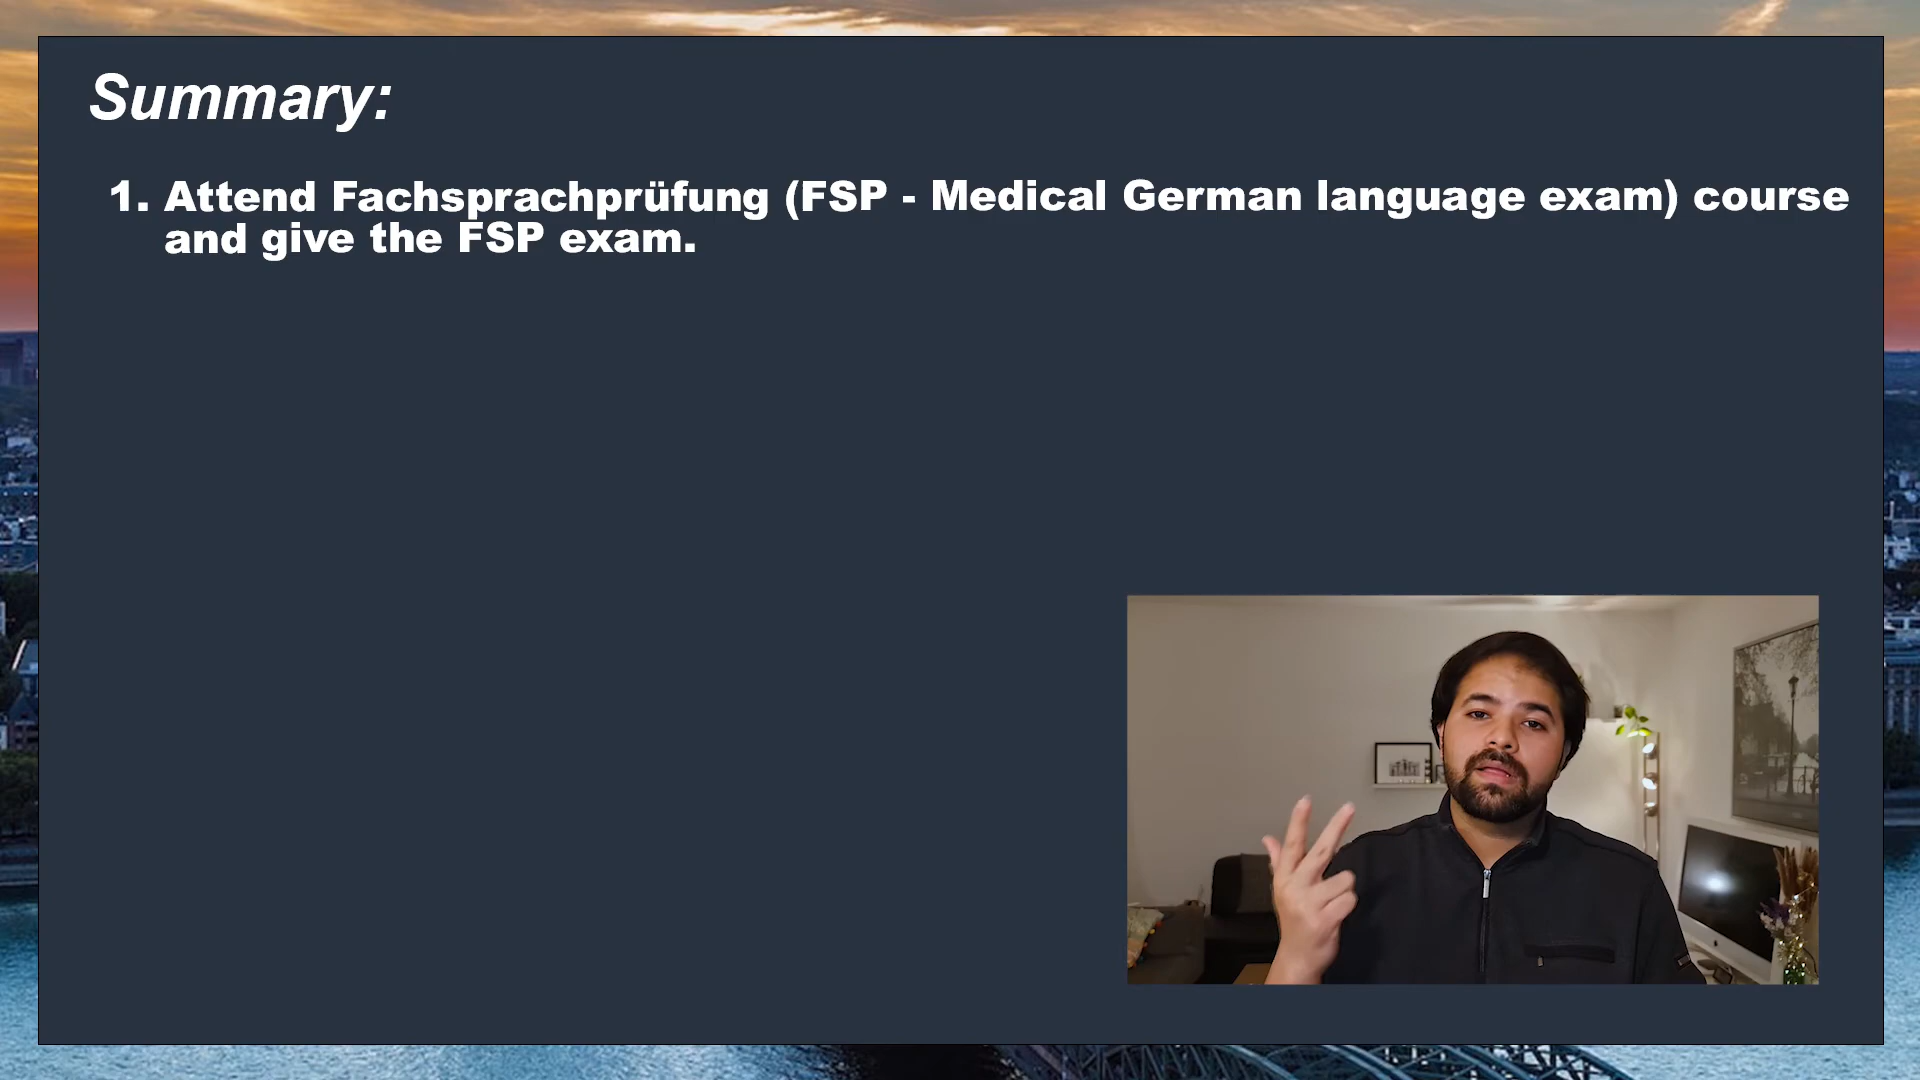 Summary:
1. Attend Fachsprachprüfung (FSP - Medical German language exam) course
and give the FSP exam.